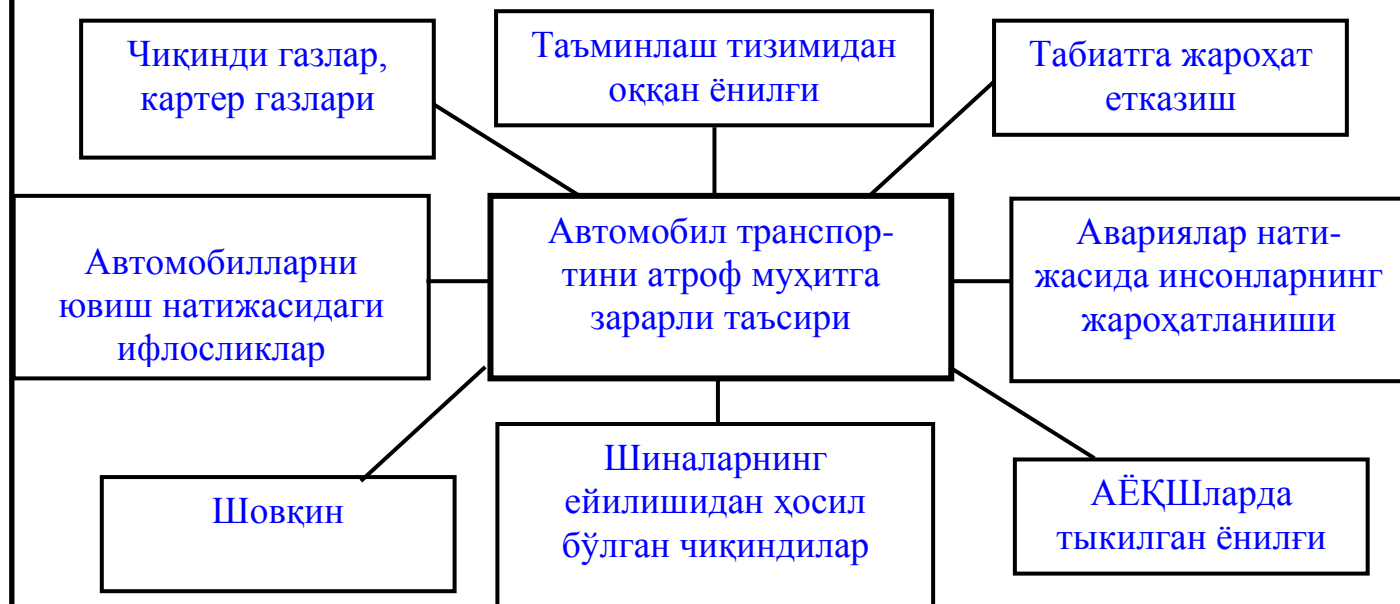 Чиқинди газлар,
картер газлари
Таъминлаш тизимидан
оққан ёнилғи
Табиатга жароҳат
етказиш
Автомобилларни
ювиш натижасидаги
ифлосликлар
Автомобил транспор-
тини атроф муҳитга
зарарли таъсири
Авариялар нати-
жасида инсонларнинг
жароҳатланиши
Шовқин
Шиналарнинг
ейилишидан ҳосил
бўлган чиқиндилар
АЁҚШларда
тыкилган ёнилғи